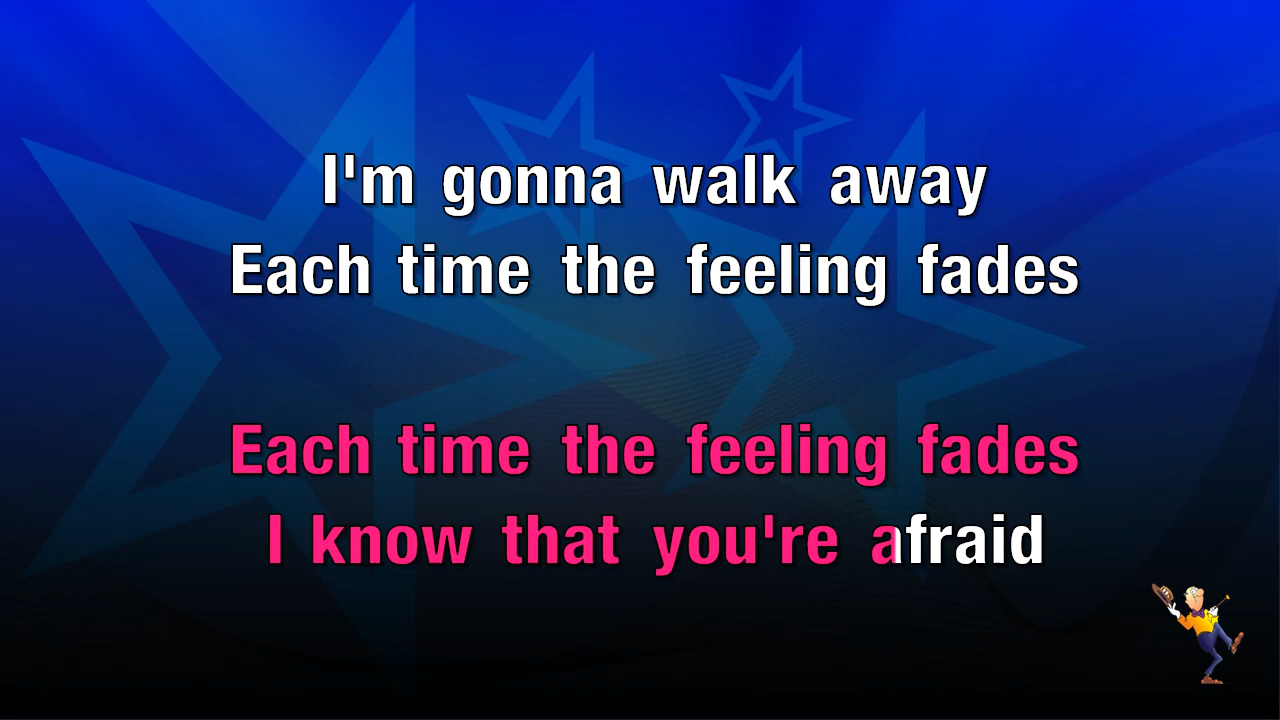 I'm gonna walk away
Each time the feeling fades
Each time the feeling fades
I know that you're afraid